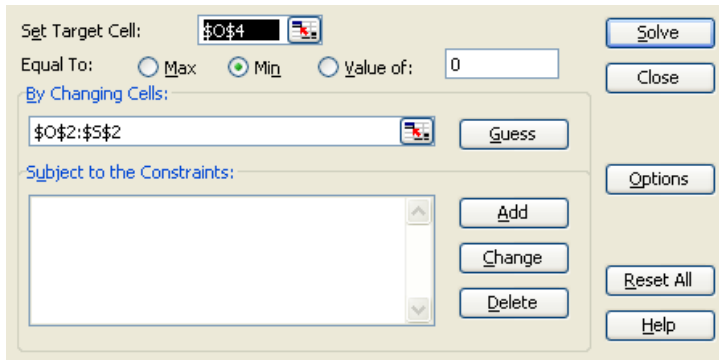 Set Target Cell: $O$4 Solve
Equal To: Max Min Value of: 0 Close
By Changing Cells:
$O$2:$S$2 Guess
Subject to the Constraints: Options
Add
Change
Reset All
Delete
Help